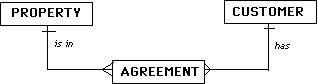 PROPERTY
CUSTOMER
is in
has
AGREEMENT